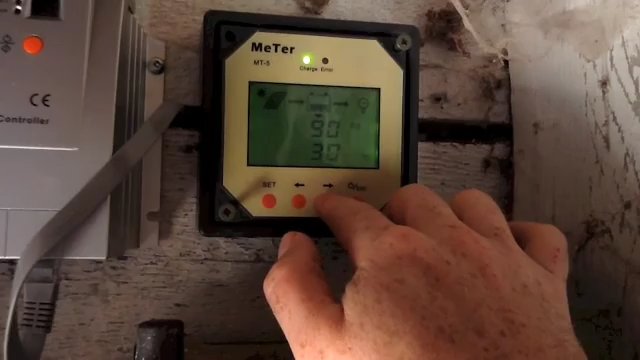 MeTer
MT-5
Charge Error
90
30
SET
CE
Controller